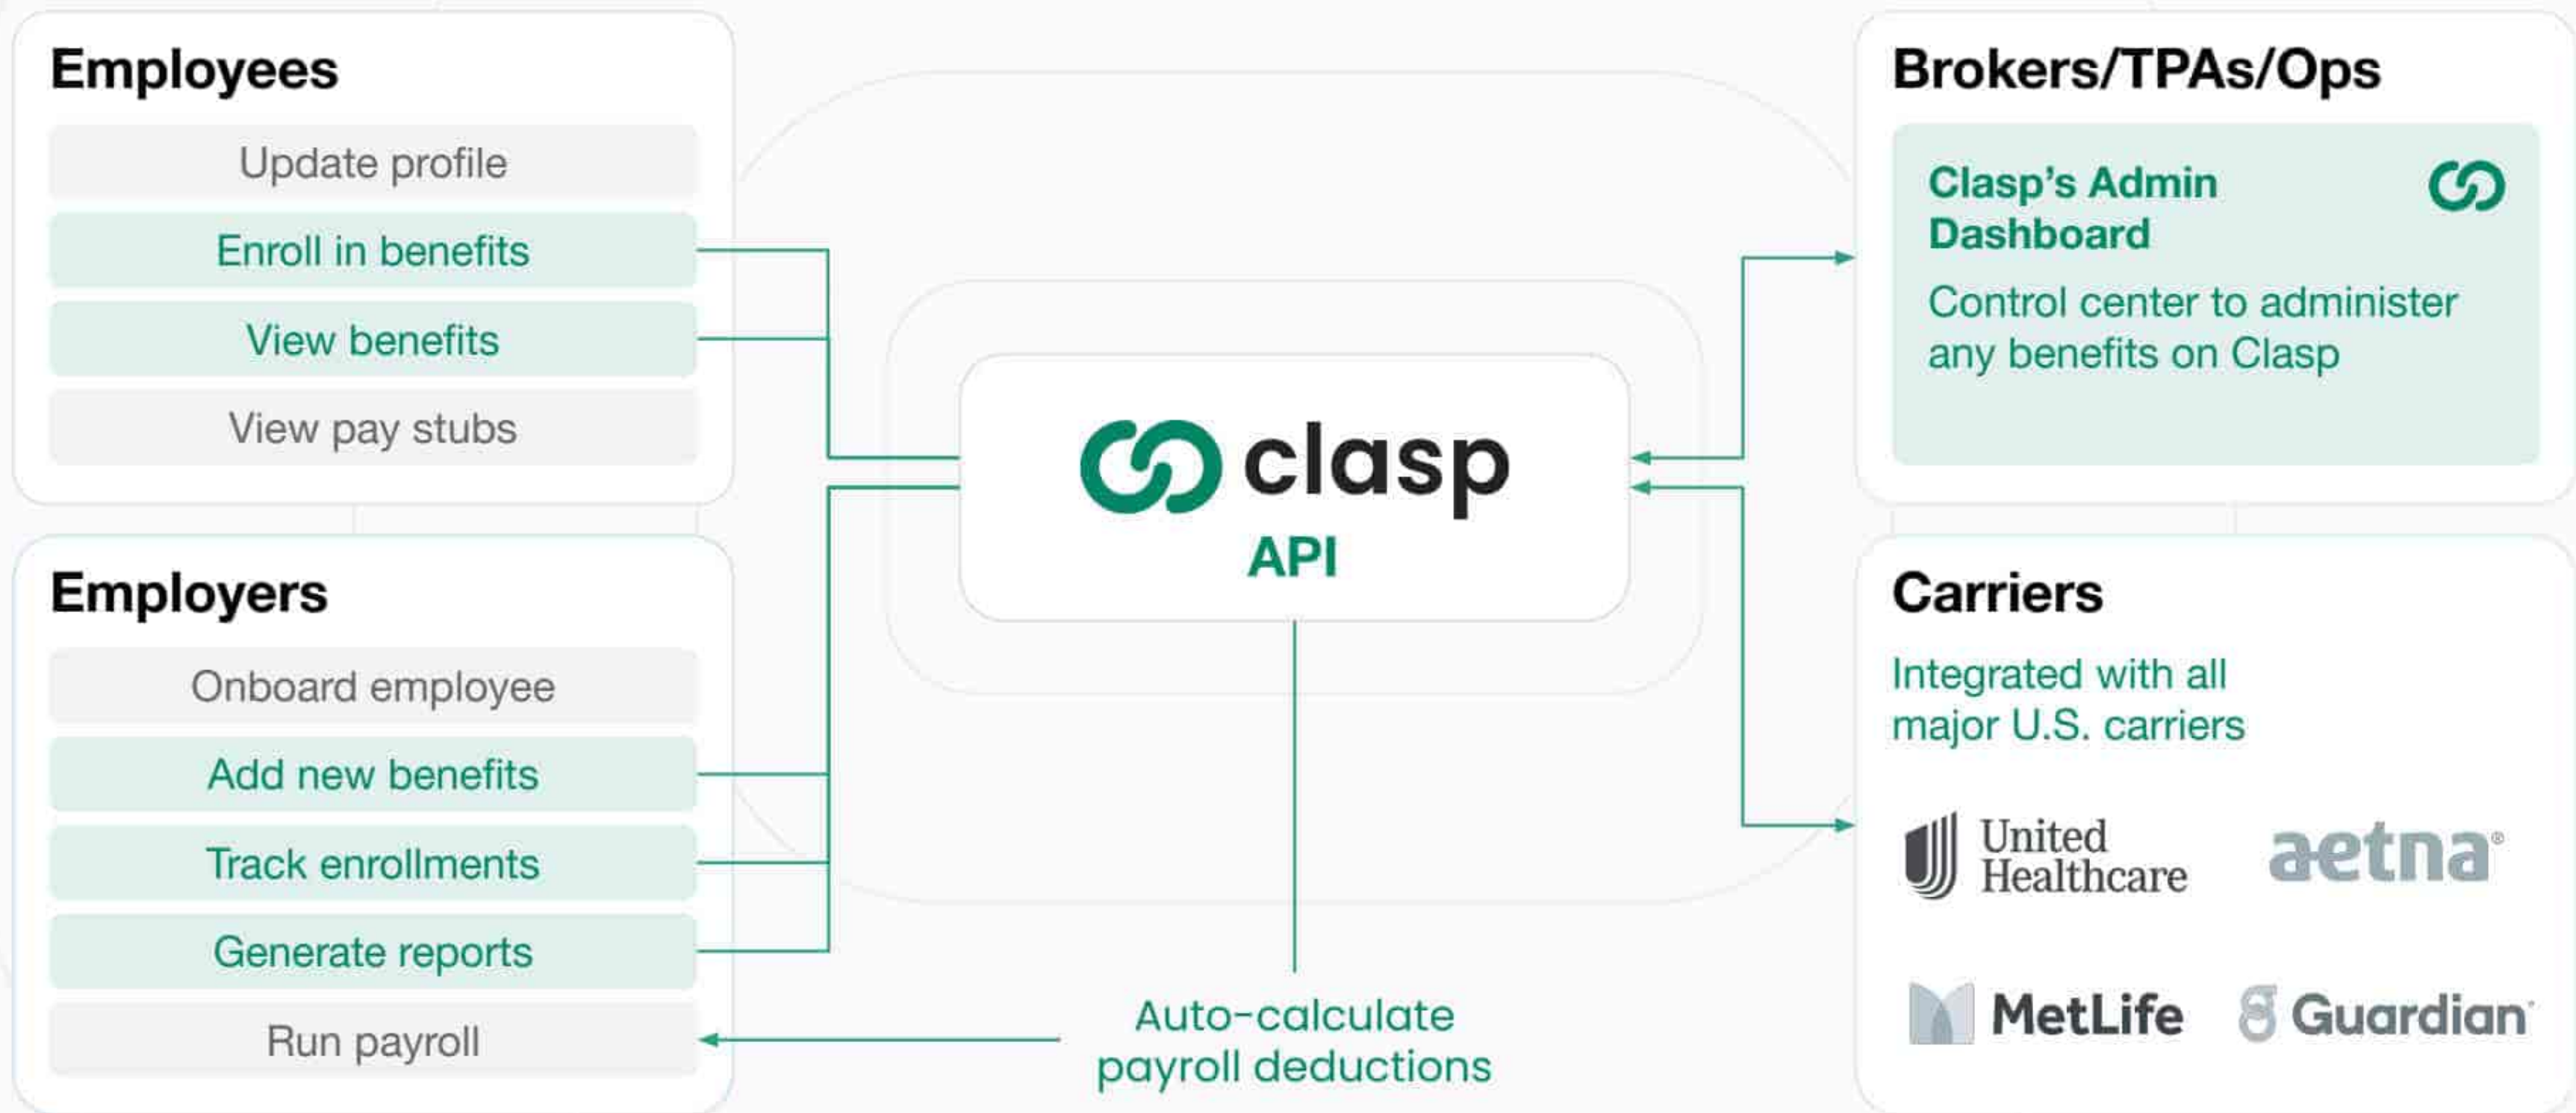 Employees
Update profile
Enroll in benefits
View benefits
View pay stubs
Employers
Onboard employee
Add new benefits
Track enrollments
Generate reports
Run payroll
clasp
API
Auto-calculate
payroll deductions
Brokers/TPAs/Ops
Clasp’s Admin
Dashboard
Control center to administer
any benefits on Clasp
Carriers
Integrated with all
major U.S. carriers
United
Healthcare
aetna®
MetLife
Guardian